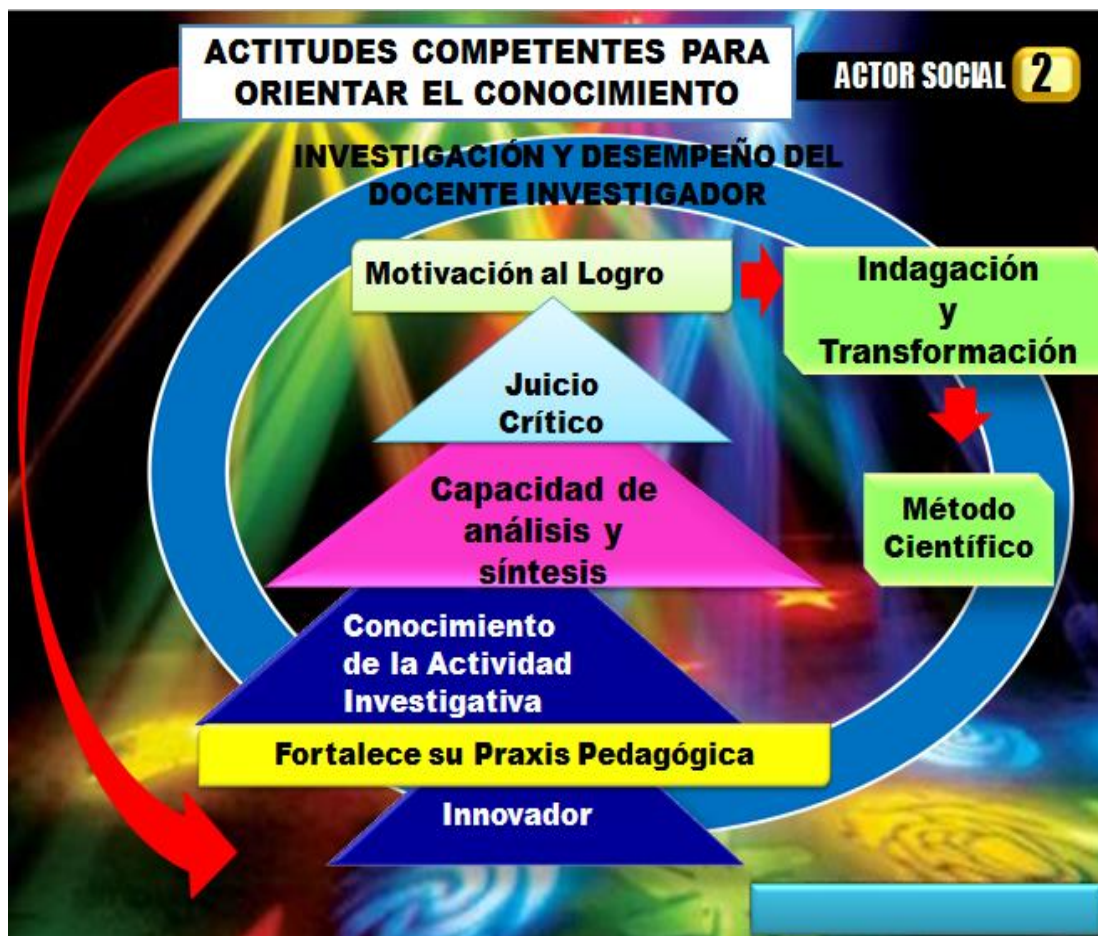 ACTITUDES COMPETENTES PARA
ORIENTAR EL CONOCIMIENTO
ACTOR SOCIAL 2
INVESTIGACIÓN Y DESEMPEÑO DEL
DOCENTE INVESTIGADOR
Motivación al Logro
Indagación
y
Transformación
Juicio
Crítico
Capacidad de
análisis y
síntesis
Método
Científico
Conocimiento
de la Actividad
Investigativa
Fortalece su Praxis Pedagógica
Innovador